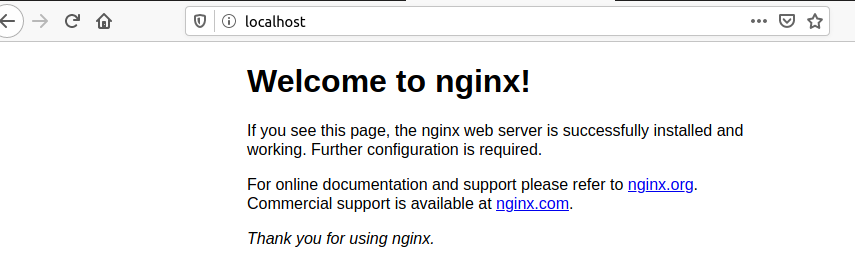 localhost
Welcome to nginx!
If you see this page, the nginx web server is successfully installed and
working. Further configuration is required.
For online documentation and support please refer to nginx.org.
Commercial support is available at nginx.com.
Thank you for using nginx.